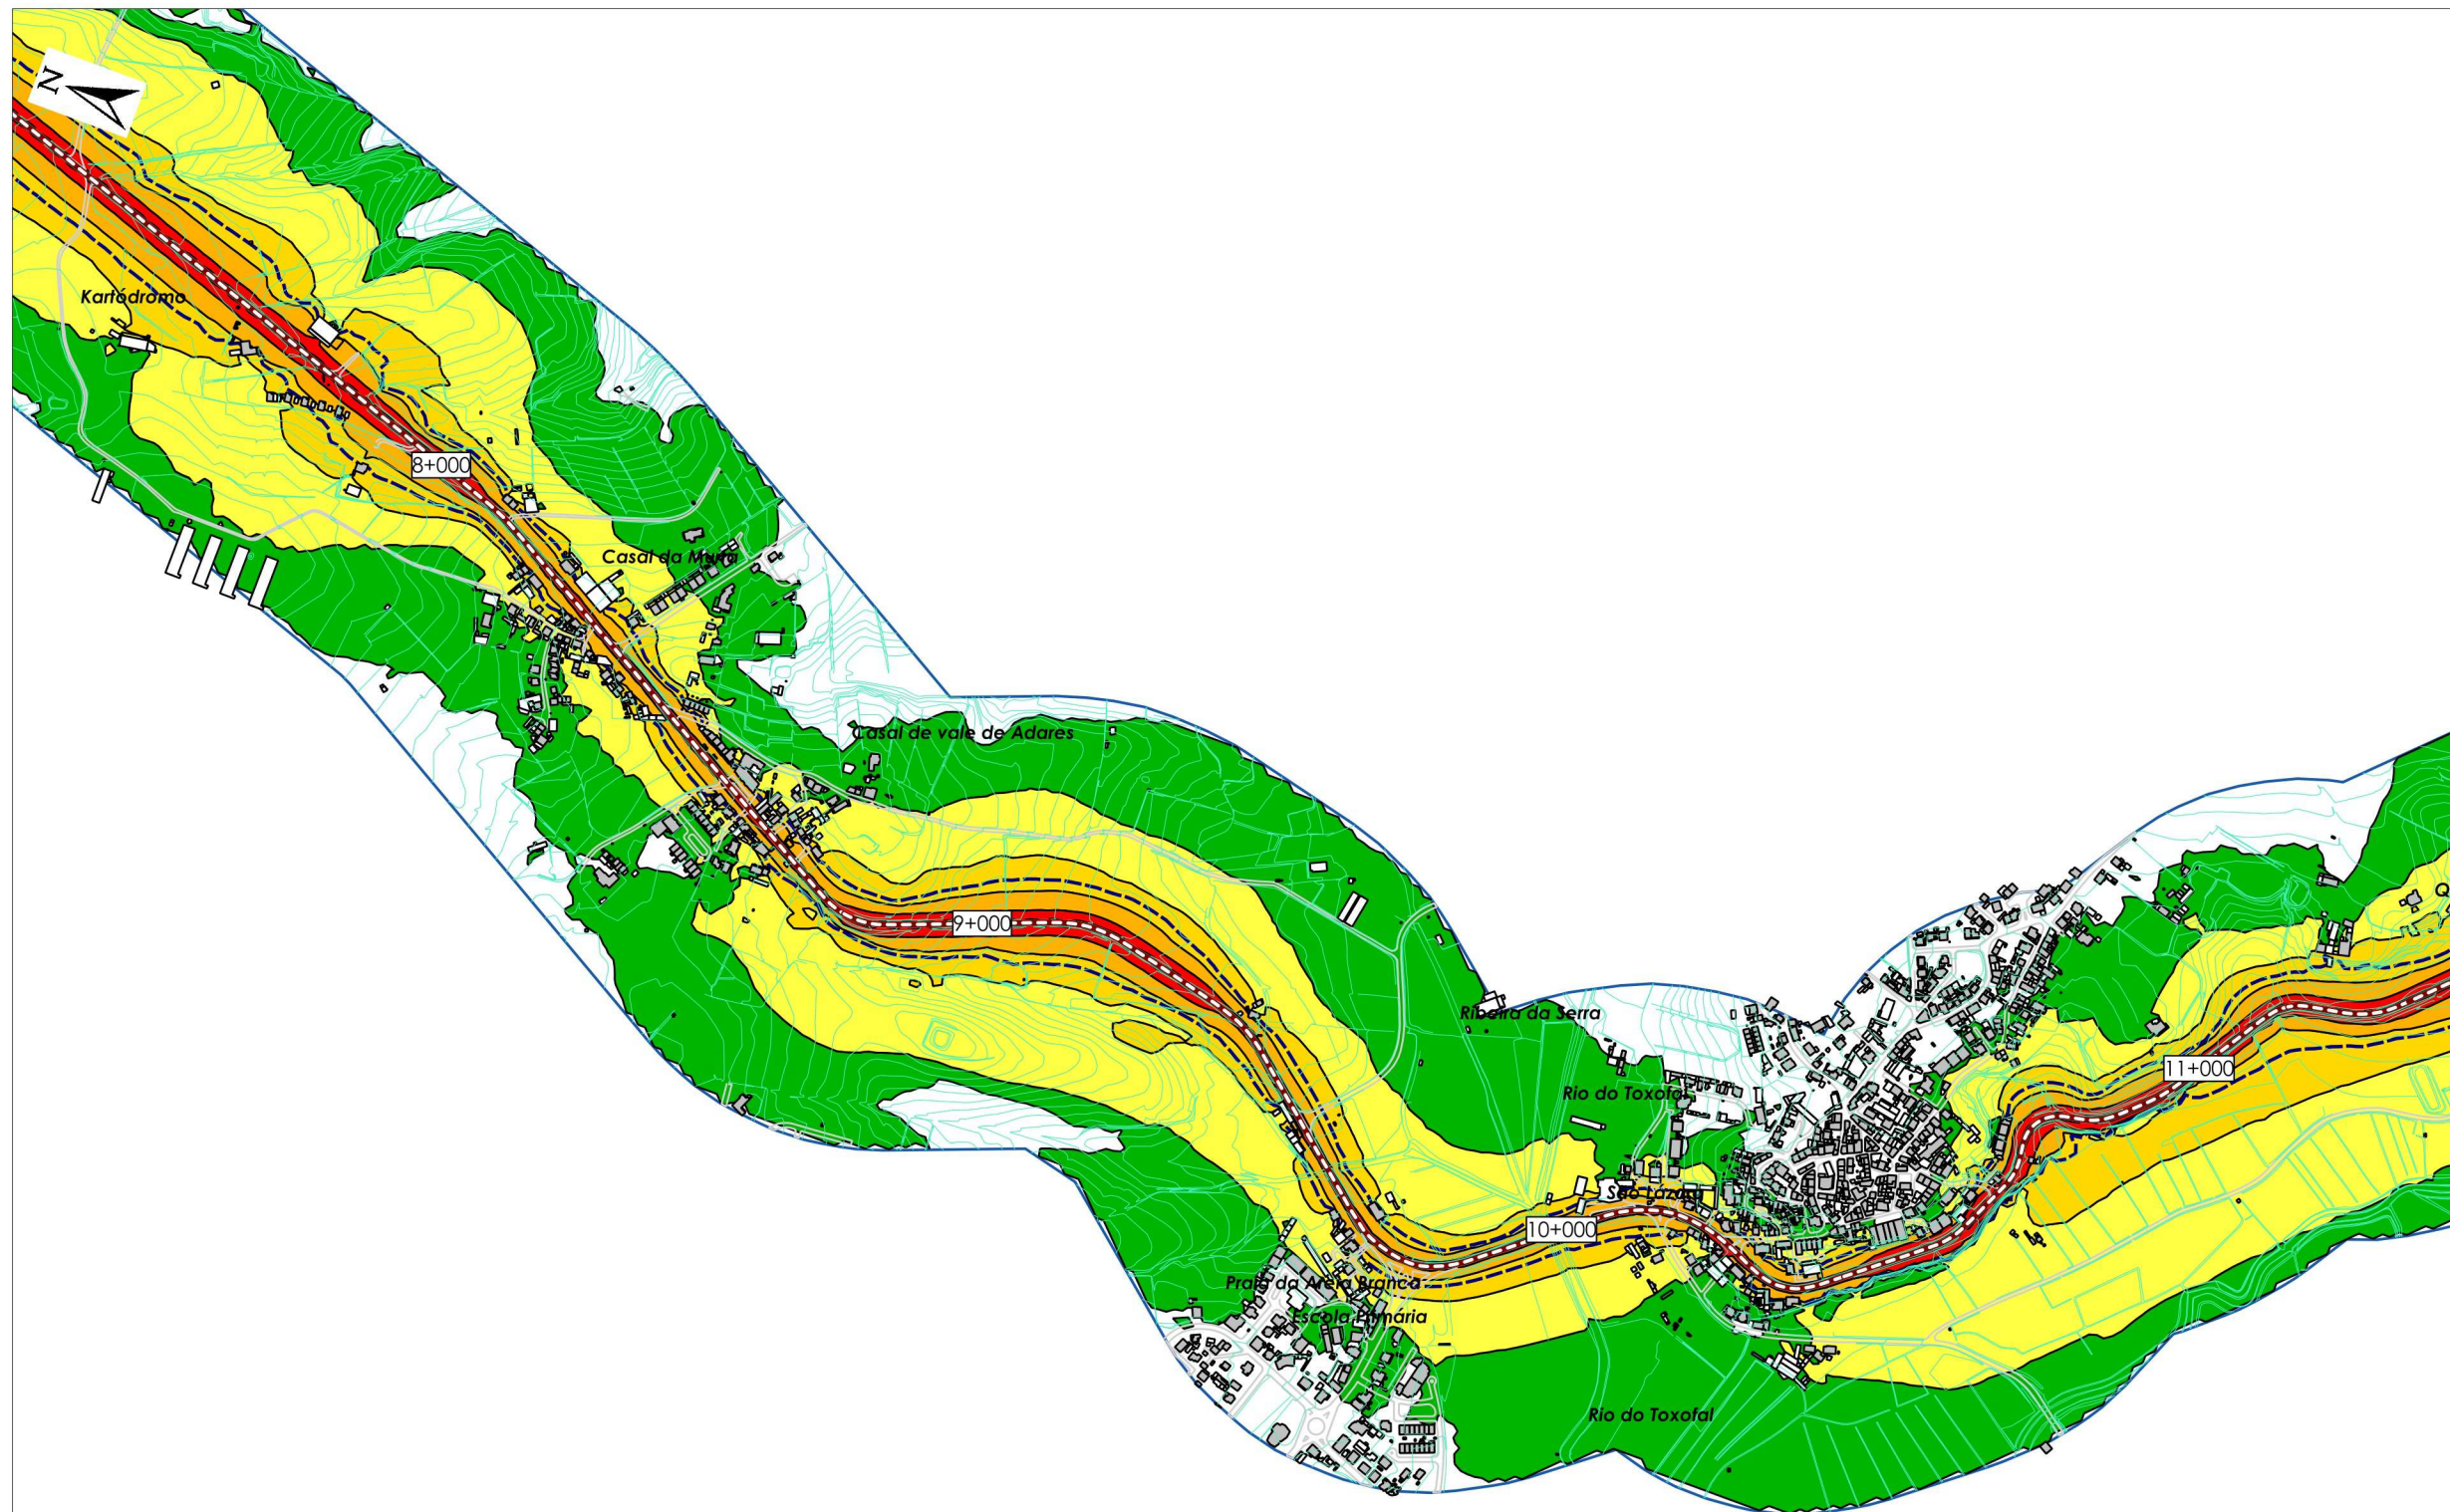 N
Kartódromo
8+000
Casal da Murta
Casal de vale de Adares
Q
9+000
Ribeira da Serra
11+000
Rio do Toxofal
São Lázaro
10+000
Praia da Areia Branca
Escola Primária
Rio do Toxofal